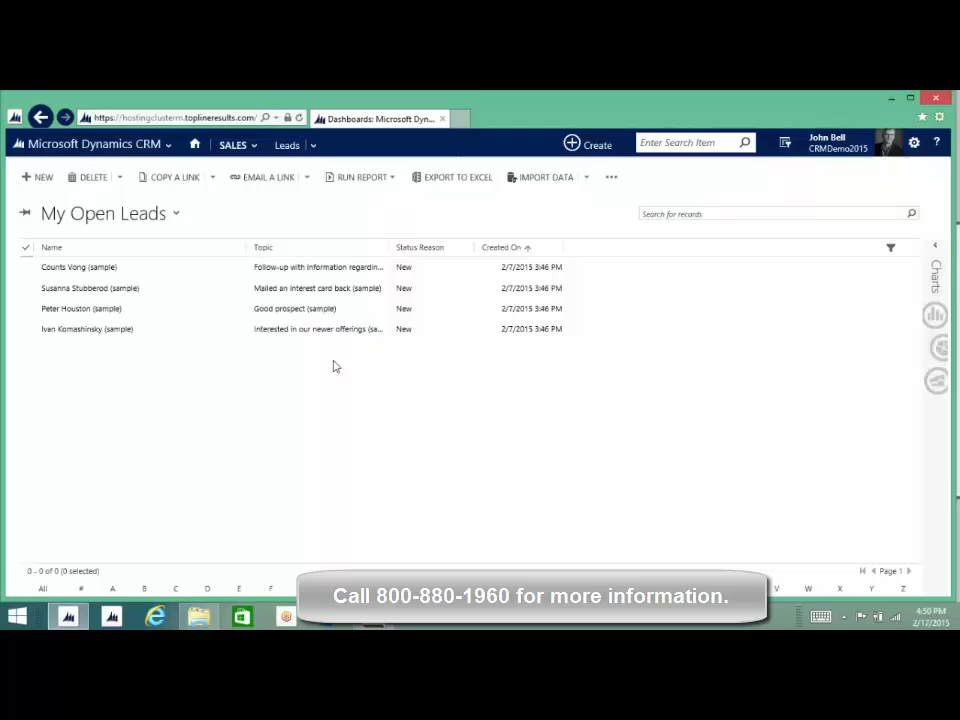 https://hostingclusterm.toplineresults.com/
Dashboards: Microsoft Dyn...
Microsoft Dynamics CRM
SALES
Leads
Create
Enter Search Item
John Bell
CRMDemo2015
?
NEW
DELETE
COPY A LINK
EMAIL A LINK
RUN REPORT
EXPORT TO EXCEL
IMPORT DATA
...
My Open Leads
Search for records
Name Topic Status Reason Created On
Counts Vong (sample) Follow-up with information regardin... New 2/7/2015 3:46 PM
Susanna Stubberod (sample) Mailed an interest card back (sample) New 2/7/2015 3:46 PM
Peter Houston (sample) Good prospect (sample) New 2/7/2015 3:46 PM
Ivan Komashinsky (sample) Interested in our newer offerings (sa... New 2/7/2015 3:46 PM
Charts
0 - 0 of 0 (0 selected)
Page 1
All # A B C D E F V W X Y Z
Call 800-880-1960 for more information.
4:50 PM
2/17/2015